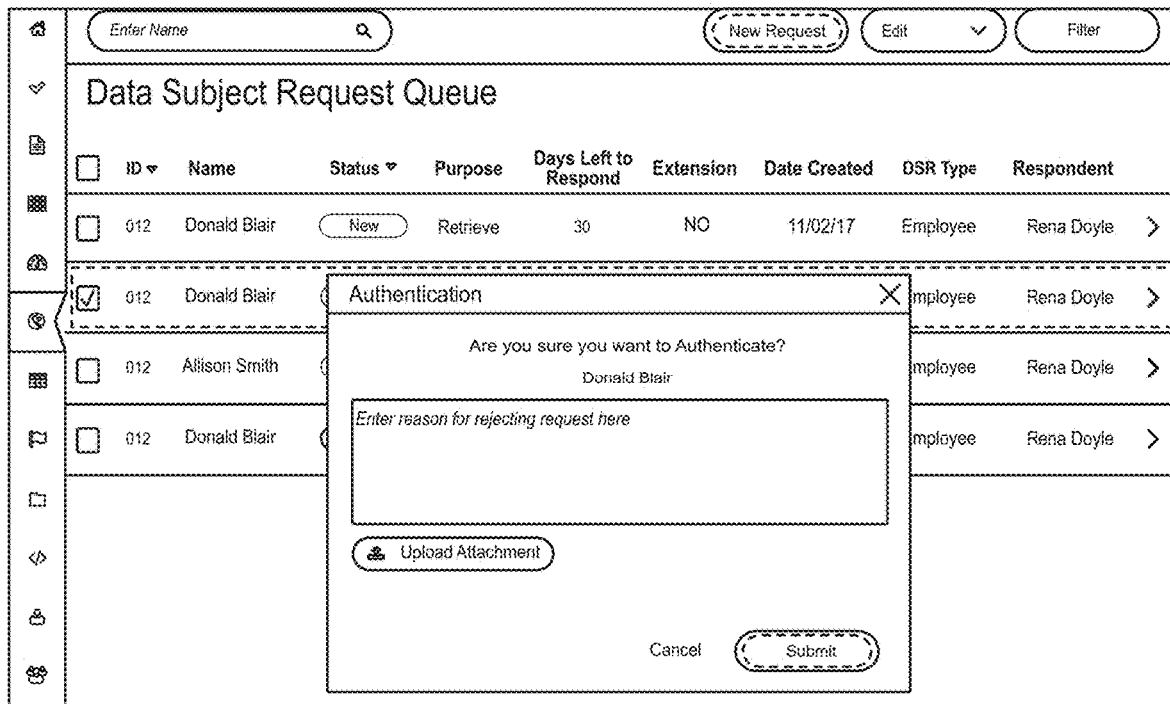 Enter Name
New Request
Edit
Filter
Data Subject Request Queue
ID Name Status Purpose Days Left to Respond Extension Date Created DSR Type Respondent
012 Donald Blair New Retrieve 30 NO 11/02/17 Employee Rena Doyle
012 Donald Blair mployee Rena Doyle
012 Allison Smith mployee Rena Doyle
012 Donald Blair mployee Rena Doyle
Authentication
Are you sure you want to Authenticate?
Donald Blair
Enter reason for rejecting request here
Upload Attachment
Cancel Submit